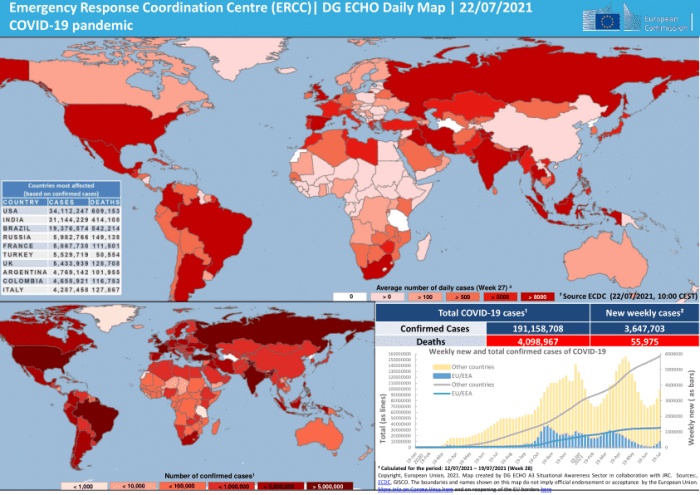 Emergency Response Coordination Centre (ERCC)| DG ECHO Daily Map | 22/07/2021
COVID-19 pandemic
European
Commission
Countries most affected
(based on confirmed cases)
COUNTRY CASES DEATHS
USA 34,112,247 609,153
INDIA 31,144,229 414,108
BRAZIL 19,376,574 542,214
RUSSIA 5,982,766 149,138
FRANCE 5,867,730 111,501
TURKEY 5,529,719 50,554
UK 5,433,939 128,708
ARGENTINA 4,769,142 101,955
COLOMBIA 4,655,921 116,753
ITALY 4,287,458 127,867
Average number of daily cases (Week 27) ²
0 > 0 > 100 > 500 > 3000 > 8000
¹ Source ECDC (22/07/2021, 10:00 CEST)
Total COVID-19 cases¹ New weekly cases²
Confirmed Cases 191,158,708 3,647,703
Deaths 4,098,967 55,975
Weekly new and total confirmed cases of COVID-19
Other countries
EU/EEA
Other countries
EU/EEA
Total (as lines)
Weekly new ( as bars)
Number of confirmed cases¹
< 1,000 < 10,000 < 100,000 < 1,000,000 < 5,000,000 > 5,000,000
² Calculated for the period: 12/07/2021 – 19/07/2021 (Week 28)
Copyright, European Union, 2021. Map created by DG ECHO A3 Situational Awareness Sector in collaboration with JRC. Sources:
ECDC, GISCO. The boundaries and names shown on this map do not imply official endorsement or acceptance by the European Union
More info on Corona Virus here and on reopening of the EU borders here